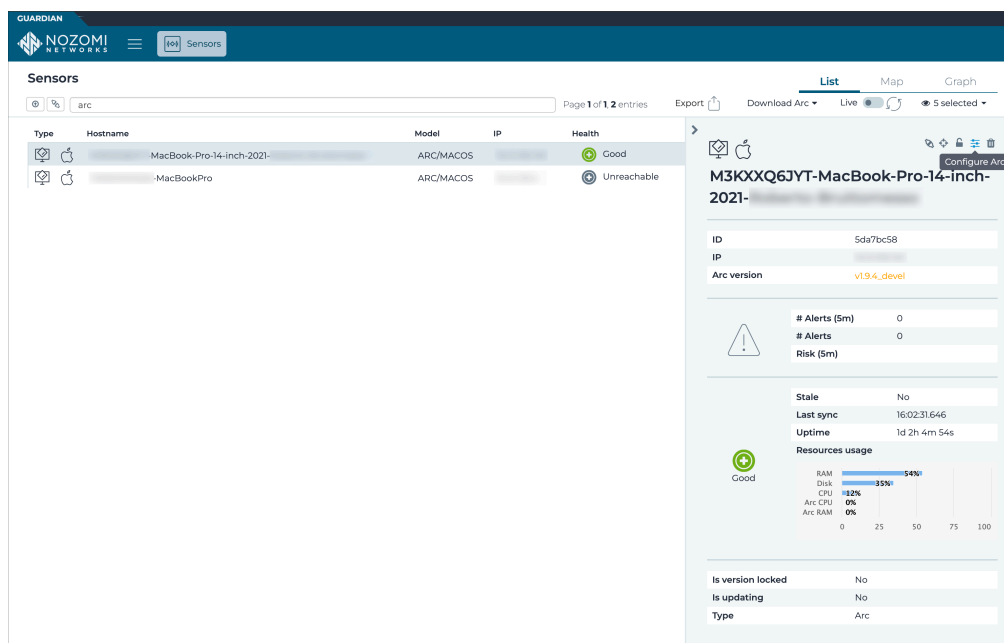 GUARDIAN
NOZOMI
NETWORKS
Sensors
Sensors
List Map Graph
arc
Page 1 of 1, 2 entries
Export
Download Arc
Live
5 selected
Type Hostname Model IP Health
MacBook-Pro-14-inch-2021- ARC/MACOS Good
-MacBookPro ARC/MACOS Unreachable
Configure Arc
M3KXXQ6JYT-MacBook-Pro-14-inch-
2021-
ID 5da7bc58
IP
Arc version v1.9.4_devel
# Alerts (5m) 0
# Alerts 0
Risk (5m)
Stale No
Last sync 16:02:31.646
Uptime 1d 2h 4m 54s
Resources usage
Good
RAM 54%
Disk 35%
CPU 12%
Arc CPU 0%
Arc RAM 0%
0 25 50 75 100
Is version locked No
Is updating No
Type Arc